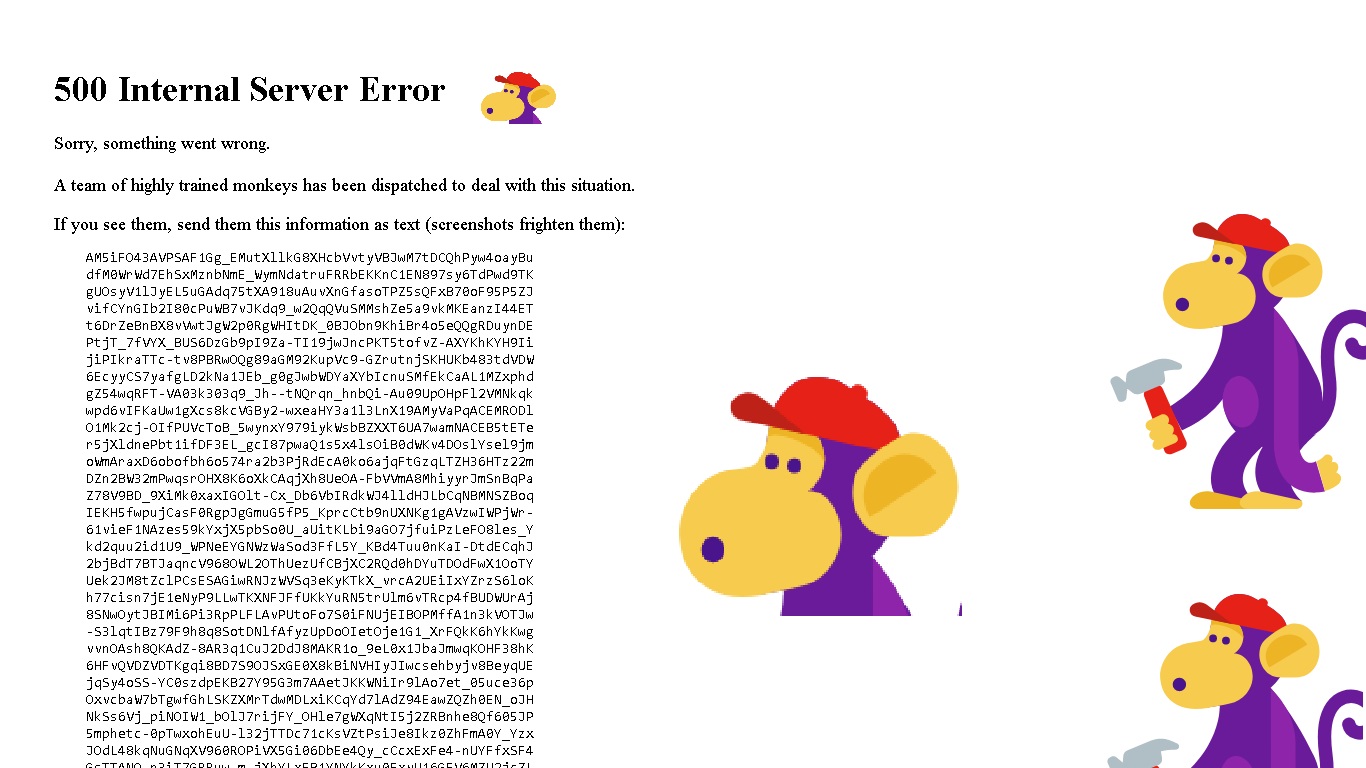 500 Internal Server Error
Sorry, something went wrong.
A team of highly trained monkeys has been dispatched to deal with this situation.
If you see them, send them this information as text (screenshots frighten them):
AM5iFO43AVPSAF1Gg_EMutXllkG8XHcbVvtyVBJwM7tDCQhPyw4oayBu
dfM0WrWd7EhSxMznbNmE_WymNdatruFRRbEKKnC1EN897sy6TdPwd9TK
gUOsyV1lJyEL5uGAdq75tXA918uAuvXnGfasoTPZ5sQFxB70oF95P5ZJ
vifCYnGIb2I80cPuWB7vJKdq9_w2QqQVuSMMshZe5a9vkMKEanzI44ET
t6DrZeBnBX8vVwtJgW2p0RgWHItDK_0BJObn9KhiBr4o5eQQgRDuynDE
PtjT_7fVYX_BUS6DzGb9pI9Za-TI19jwJncPKT5tofvZ-AXYKhKYH9Ii
jiPIkraTTc-tv8PBRwOQg89aGM92KupVc9-GZrutnjSKHUKb483tdVDW
6EcyyCS7yafgLD2kNa1JEb_g0gJwbWDYaXYbIcnuSMfEkCaAL1MZxphd
gZ54wqRFT-VA03k303q9_Jh--tNQrqn_hnbQi-Au09UpOHpFl2VMNkqk
wpd6vIFKaUw1gXcs8kcVGBy2-wxeaHY3a1l3LnX19AMyVaPqACEMRODl
O1Mk2cj-OIfPUVcToB_5wynxY979iykWsbBZXXT6UA7wamNACEB5tETe
r5jXldnePbt1ifDF3EL_gcI87pwaQ1s5x4lsOiB0dWKv4DOslYsel9jm
oWmAraxD6obofbh6o574ra2b3PjRdEcA0ko6ajqFtGzqLTZH36HTz22m
DZn2BW32mPwqsrOHX8K6oXkCAqjXh8UeOA-FbVVmA8MhiyyrJmSnBqPa
Z78V9BD_9XiMk0xaxIGOlt-Cx_Db6VbIRdkWJ4lldHJLbCqNBMNSZBoq
IEKH5fwpujCasF0RgpJgGmuG5fP5_KprcCtb9nUXNKg1gAVzwIWPjWr-
61vieF1NAzes59kYxjX5pbSo0U_aUitKLbi9aGO7jfuiPzLeFO8les_Y
kd2quu2id1U9_WPNeEYGNWzWaSod3FfL5Y_KBd4Tuu0nKaI-DtdECqhJ
2bjBdT7BTJaqncV968OWL2OThUezUfCBjXC2RQd0hDYuTDOdFwX1OoTY
Uek2JM8tZclPCsESAGiwRNJzWVSq3eKyKTkX_vrcA2UEiIxYZrzS6loK
h77cisn7jE1eNyP9LLwTKXNFJFfUKkYuRN5trUlm6vTRcp4fBUDWUrAj
8SNwOytJBIMi6Pi3RpPLFLAvPUtoFo7S0iFNUjEIBOPMffA1n3kVOTJw
-S3lqtIBz79F9h8q8SotDNlfAfyzUpDoOIetOje1G1_XrFQkK6hYkKwg
vvnOAsh8QKAdZ-8AR3q1CuJ2DdJ8MAKR1o_9eL0x1JbaJmwqKOHF38hK
6HFvQVDZVDTKgqi8BD7S9OJSxGE0X8kBiNVHIyJIwcsehbyjv8BeyqUE
jqSy4oSS-YC0szdpEKB27Y95G3m7AAetJKKWNiIr9lAo7et_05uce36p
OxvcbaW7bTgwfGhLSKZXMrTdwMDLxiKCqYd7lAdZ94EawZQZh0EN_oJH
NkSs6Vj_piNOIW1_bOlJ7rijFY_OHle7gWXqNtI5j2ZRBnhe8Qf605JP
5mphetc-0pTwxohEuU-l32jTTDc71cKsVZtPsiJe8Ikz0ZhFmA0Y_Yzx
JOdL48kqNuGNqXV960ROPiVX5Gi06DbEe4Qy_cCcxExFe4-nUYFfxSF4